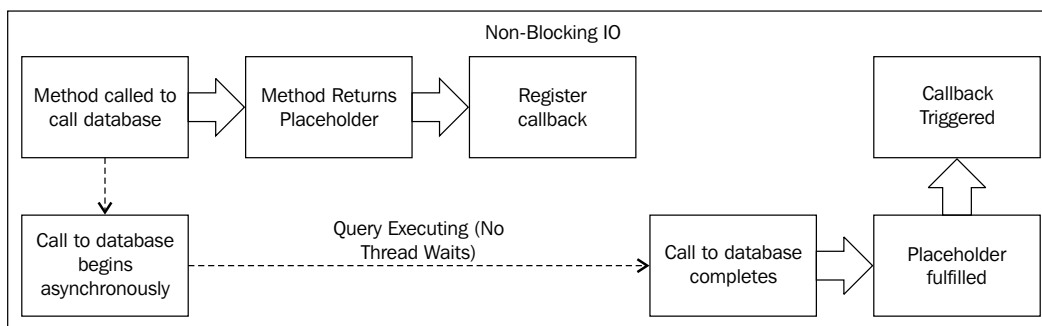 Non-Blocking IO
Method called to
call database
Method Returns
Placeholder
Register
callback
Callback
Triggered
Call to database
begins
asynchronously
Query Executing (No
Thread Waits)
Call to database
completes
Placeholder
fulfilled